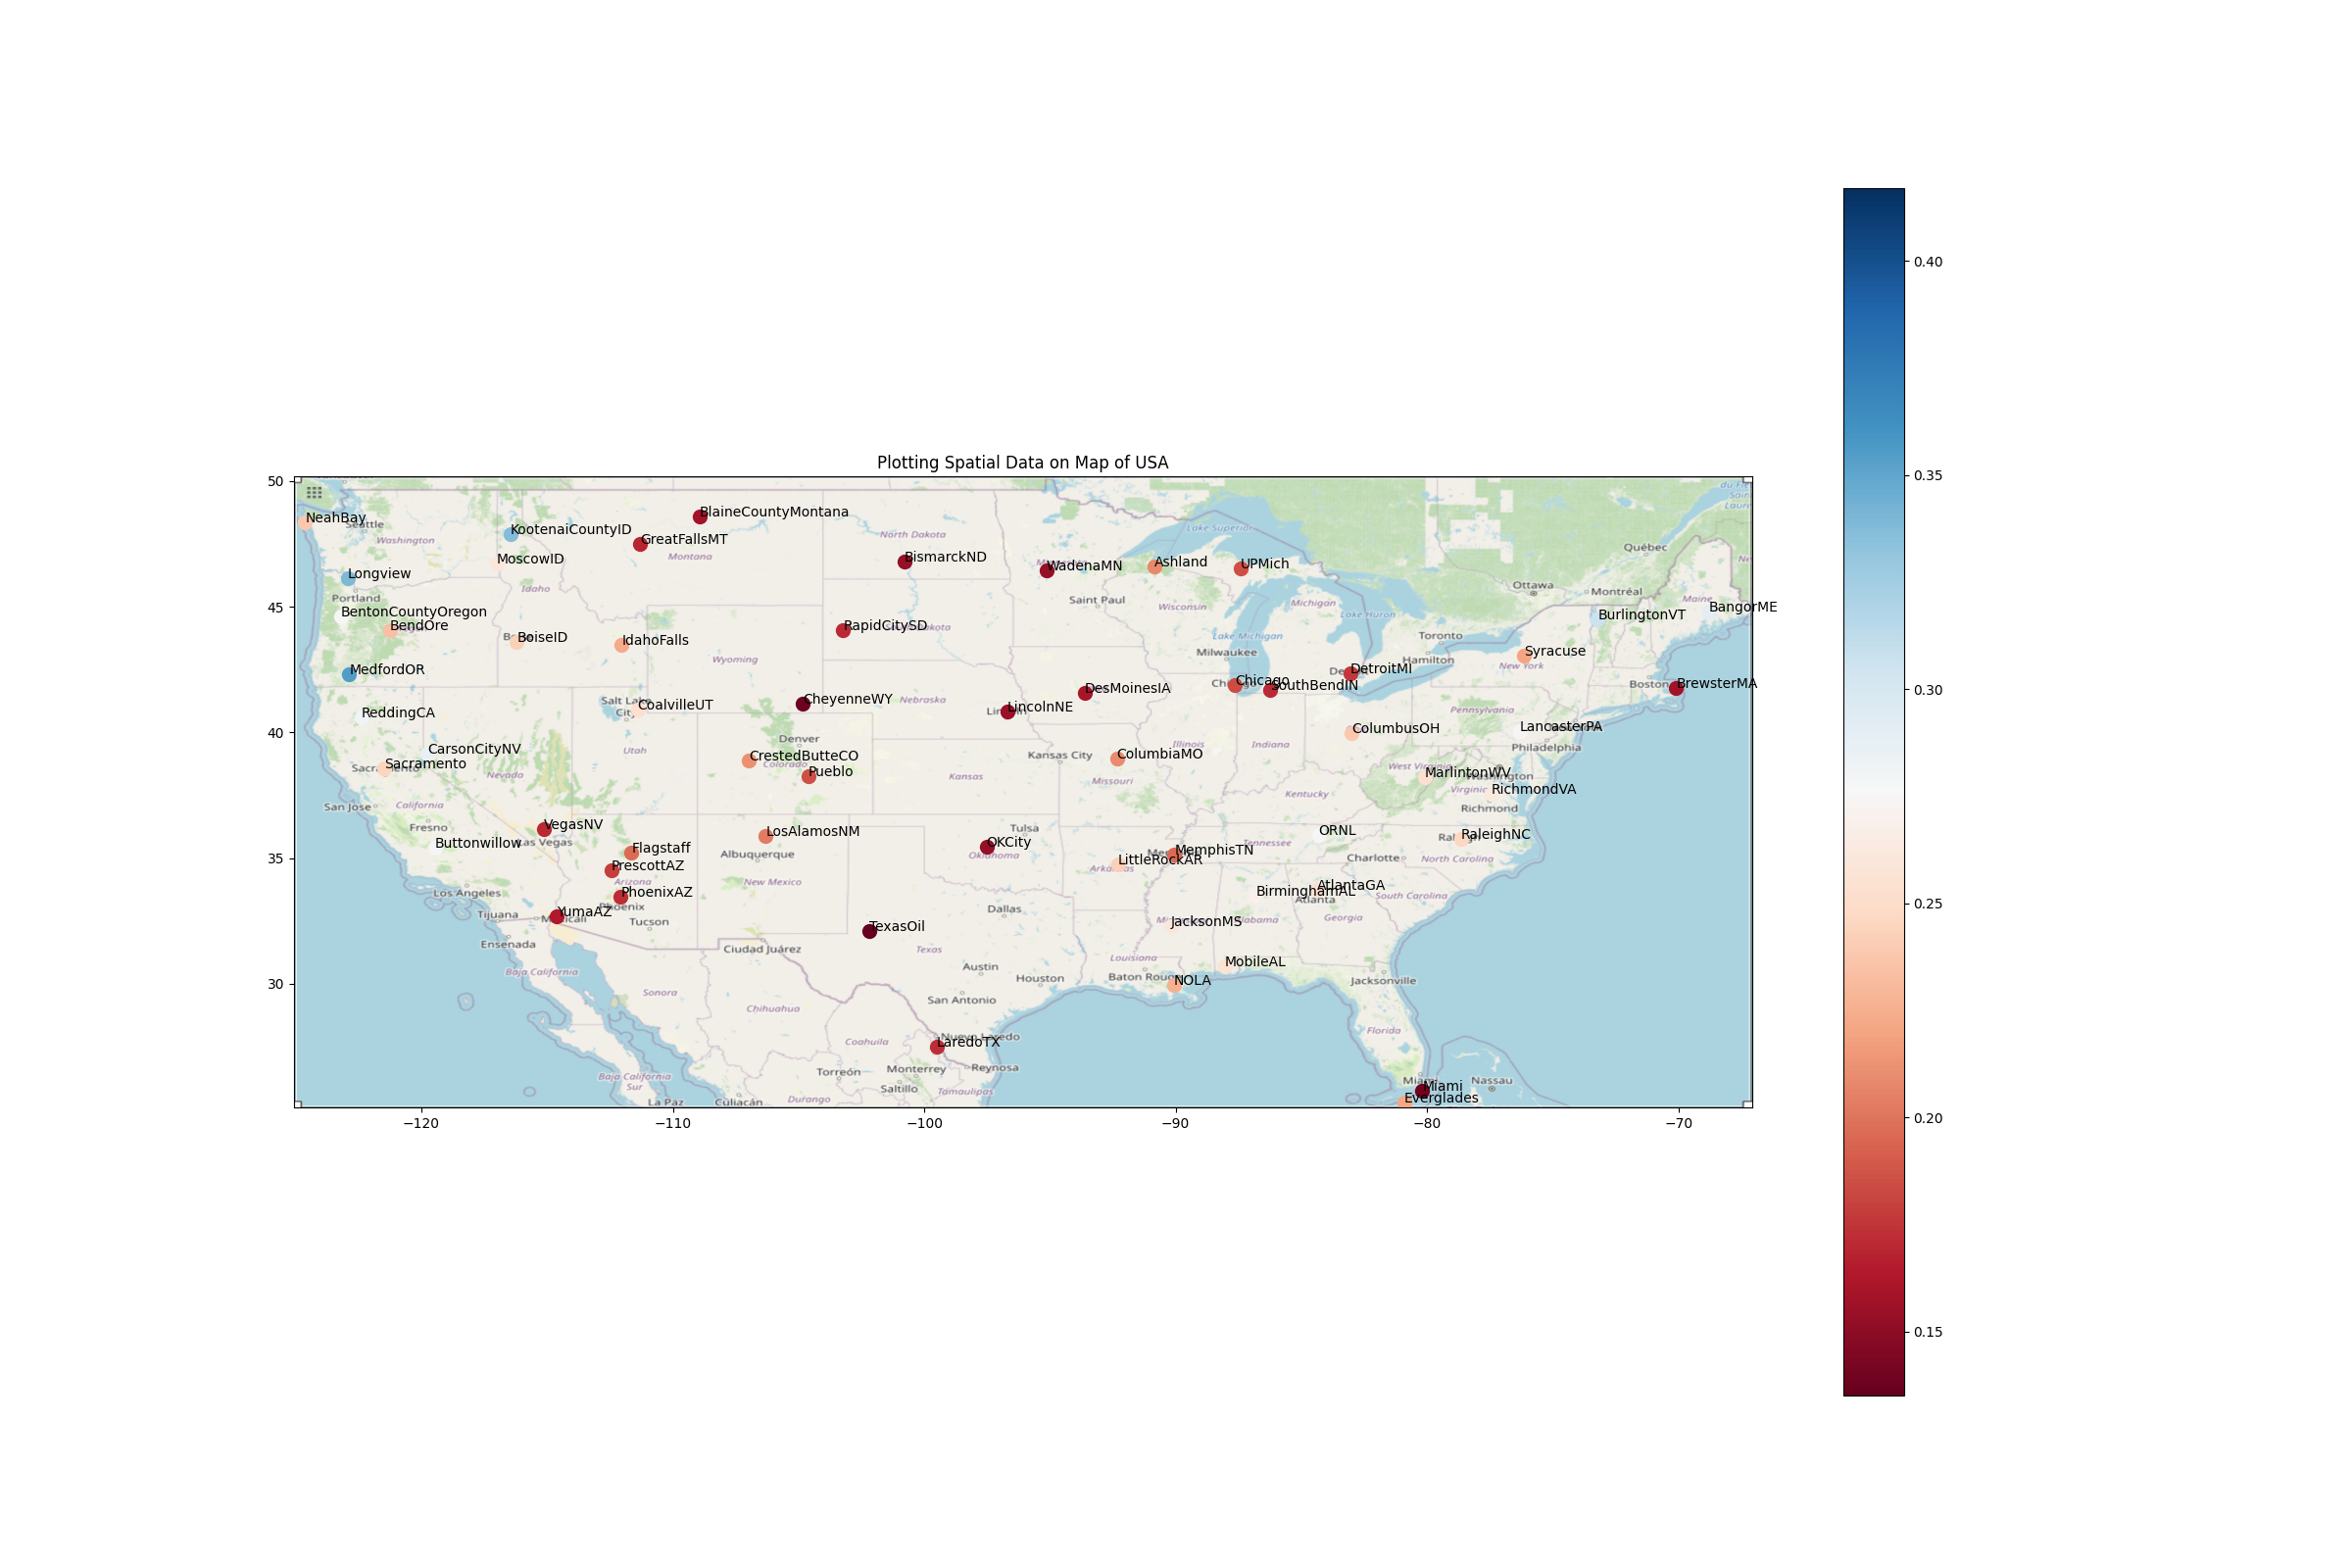 Plotting Spatial Data on Map of USA
50
45
40
35
30
−120
−110
−100
−90
−80
−70
0.40
0.35
0.30
0.25
0.20
0.15
NeahBay
Seattle
Washington
KootenaiCountyID
BlaineCountyMontana
GreatFallsMT
Montana
North Dakota
BismarckND
WadenaMN
Lake Superior
Ashland
UPMich
Québec
MoscowID
Longview
Portland
Idaho
Saint Paul
Wisconsin
Michigan
Lake Huron
Ottawa
Montréal
Maine
BangorME
BurlingtonVT
BentonCountyOregon
BendOre
BoiseID
IdahoFalls
RapidCitySD
Lake Michigan
Toronto
Hamilton
Milwaukee
Syracuse
New York
Wyoming
MedfordOR
DetroitMI
Chicago
SouthBendIN
Boston
BrewsterMA
DesMoinesIA
CheyenneWY
Nebraska
LincolnNE
Salt Lake
City
CoalvilleUT
ReddingCA
Pennsylvania
LancasterPA
ColumbusOH
Philadelphia
CarsonCityNV
Sacramento
Utah
Nevada
Denver
CrestedButteCO
Colorado
Pueblo
Kansas City
Kansas
ColumbiaMO
Missouri
Illinois
Indiana
West Virginia
MarlintonWV
Washington
Virginia
RichmondVA
Richmond
Kentucky
San Jose
California
Fresno
VegasNV
Las Vegas
Buttonwillow
Flagstaff
PrescottAZ
Arizona
LosAlamosNM
Albuquerque
New Mexico
Tulsa
OKCity
Oklahoma
MemphisTN
LittleRockAR
Arkansas
ORNL
Tennessee
RaleighNC
Charlotte
North Carolina
Los Angeles
PhoenixAZ
Phoenix
YumaAZ
Tijuana
Tucson
Ensenada
Ciudad Juárez
Dallas
TexasOil
Texas
BirminghamAL
AtlantaGA
Atlanta
South Carolina
Georgia
JacksonMS
MobileAL
Louisiana
Baton Rouge
NOLA
Baja California
Sonora
Chihuahua
Austin
Houston
San Antonio
Jacksonville
Florida
Nuevo Laredo
LaredoTX
Coahuila
Torreón
Monterrey
Reynosa
Saltillo
Tamaulipas
Baja California
Sur
La Paz
Culiacán
Durango
Miami
Miami
Everglades
Nassau